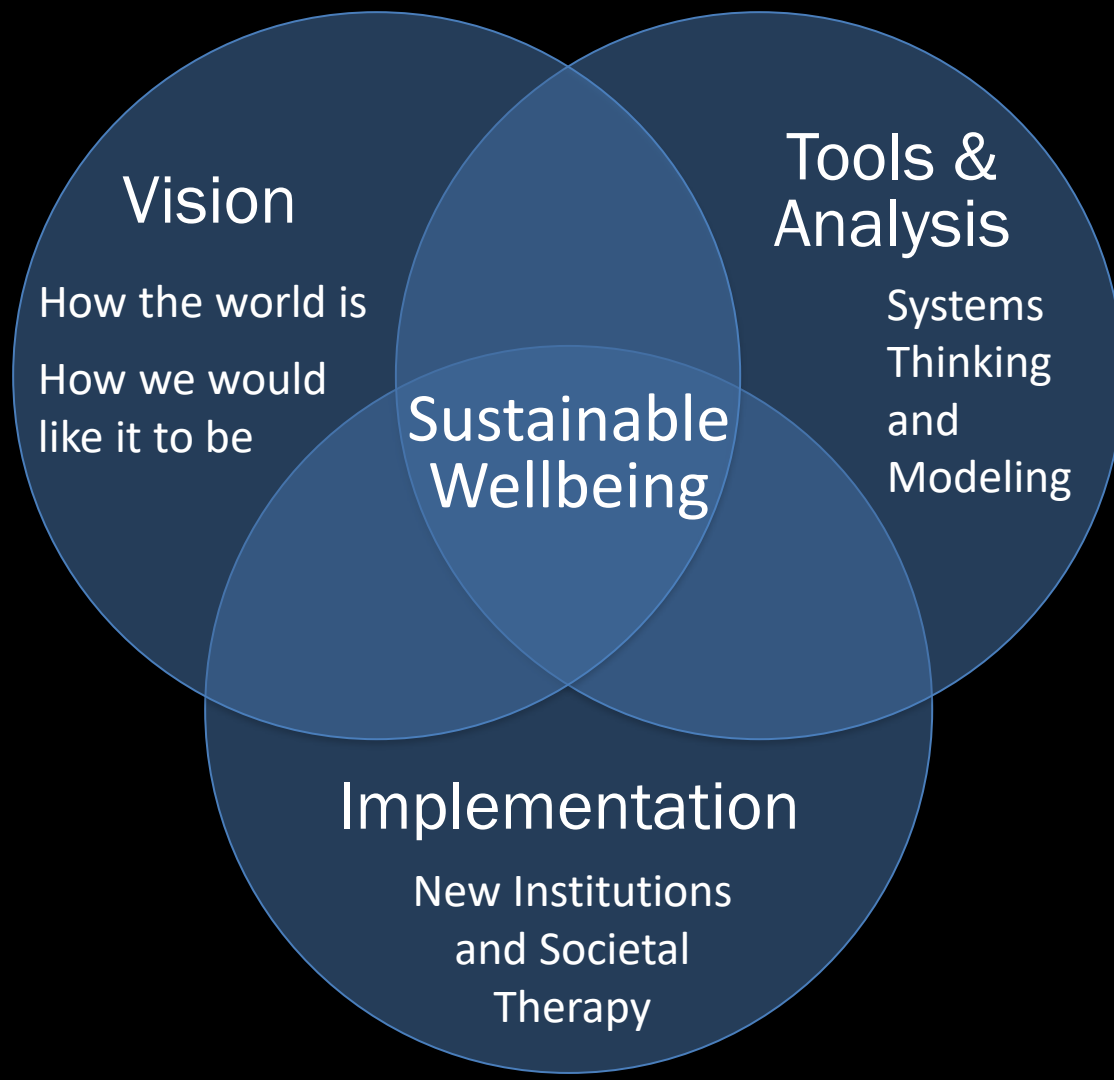 Vision
How the world is
How we would
like it to be
Tools &
Analysis
Systems
Thinking
and
Modeling
Sustainable
Wellbeing
Implementation
New Institutions
and Societal
Therapy